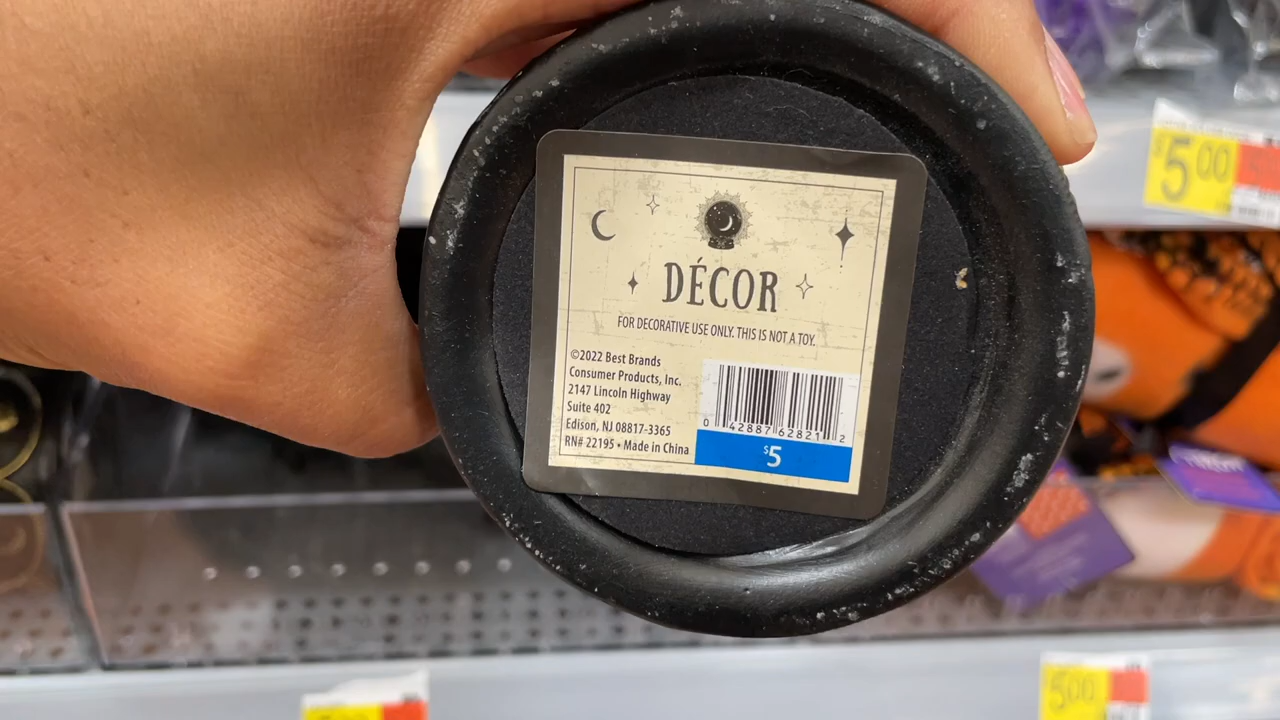 DÉCOR
FOR DECORATIVE USE ONLY. THIS IS NOT A TOY.
©2022 Best Brands
Consumer Products, Inc.
2147 Lincoln Highway
Suite 402
Edison, NJ 08817-3365
RN# 22195 • Made in China
0 42887 62821 2
$5
$5.00
5.00